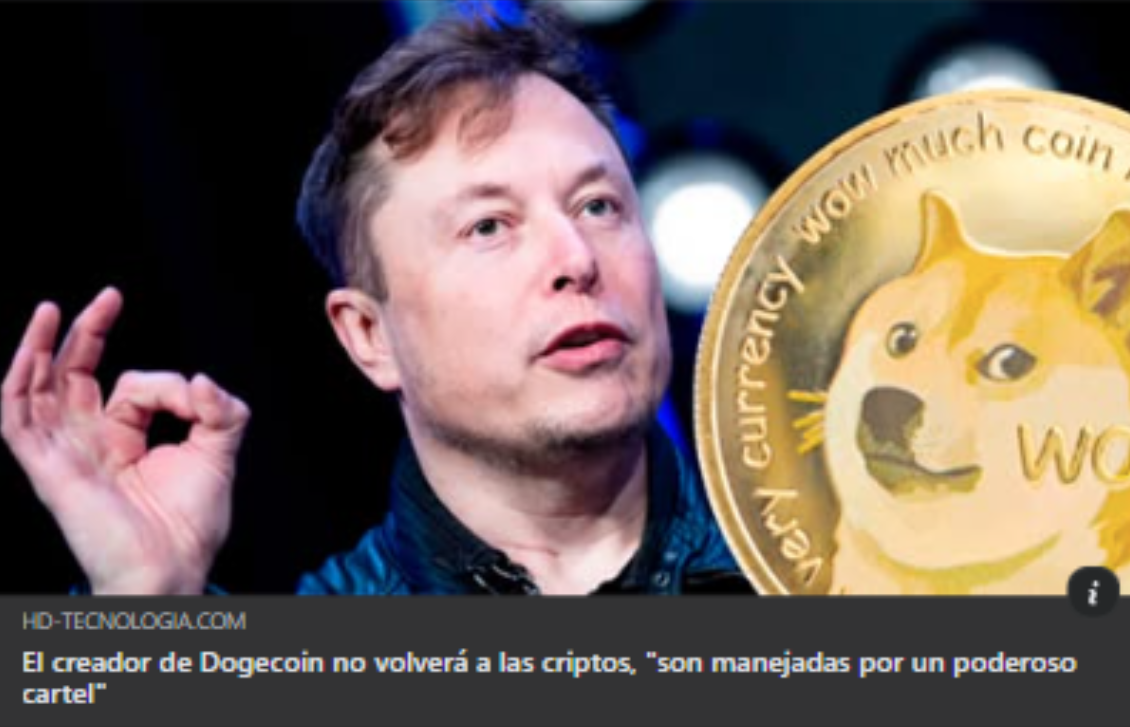 wow much coin
very currency
WO
HD-TECNOLOGIA.COM
El creador de Dogecoin no volverá a las criptos, "son manejadas por un poderoso
cartel"
i